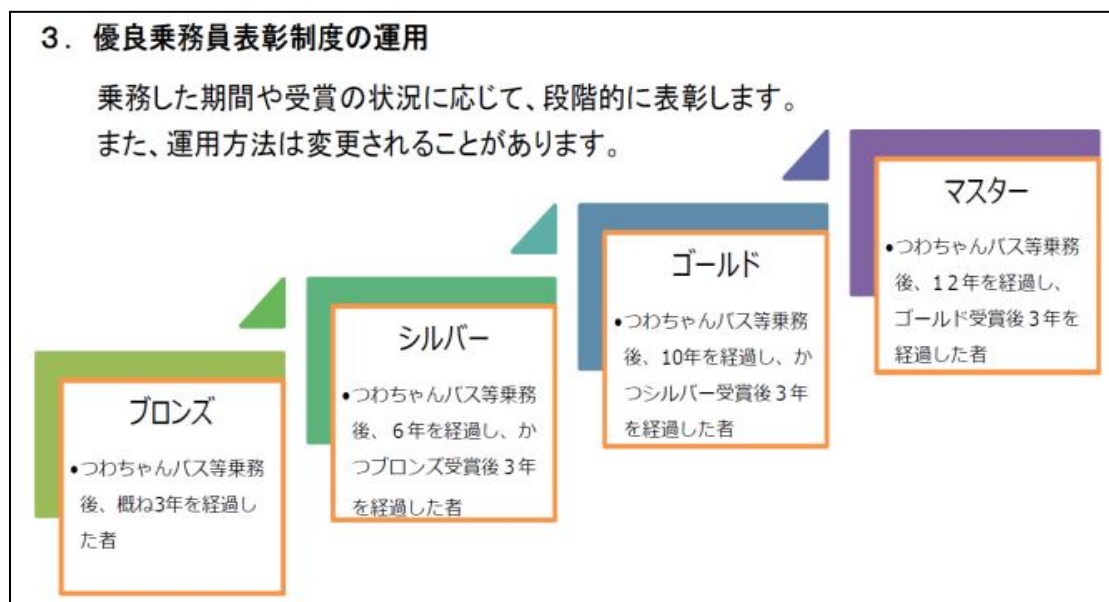 ３．優良乗務員表彰制度の運用
乗務した期間や受賞の状況に応じて、段階的に表彰します。
また、運用方法は変更されることがあります。
ブロンズ
•つわちゃんバス等乗務
後、概ね3年を経過し
た者
シルバー
•つわちゃんバス等乗務
後、６年を経過し、か
つブロンズ受賞後３年
を経過した者
ゴールド
•つわちゃんバス等乗務
後、10年を経過し、か
つシルバー受賞後３年
を経過した者
マスター
•つわちゃんバス等乗務
後、１２年を経過し、
ゴールド受賞後３年を
経過した者